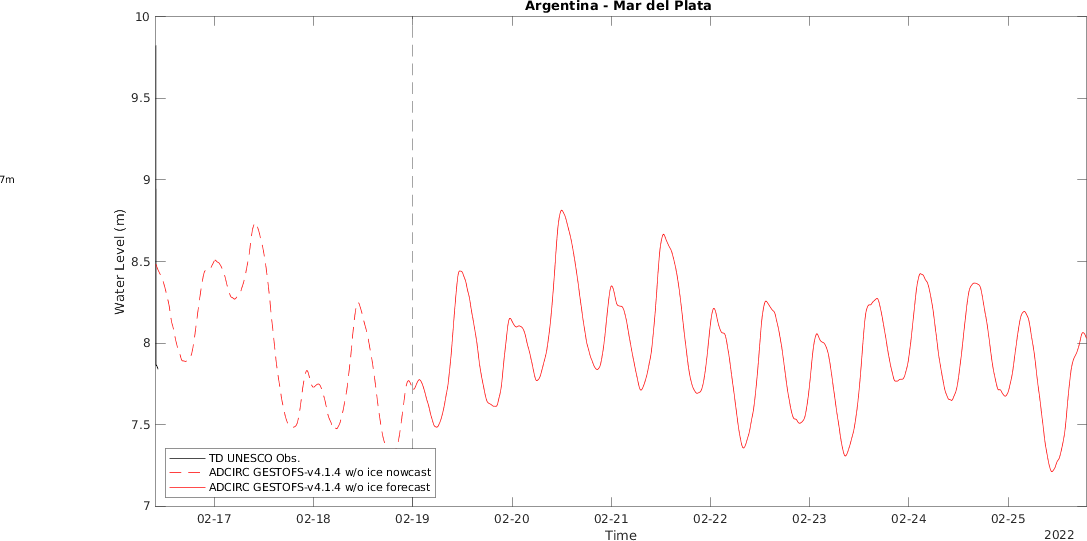 Argentina - Mar del Plata
10
9.5
9
8.5
8
7.5
7
7m
Water Level (m)
TD UNESCO Obs.
ADCIRC GESTOFS-v4.1.4 w/o ice nowcast
ADCIRC GESTOFS-v4.1.4 w/o ice forecast
02-17 02-18 02-19 02-20 02-21 02-22 02-23 02-24 02-25
Time
2022